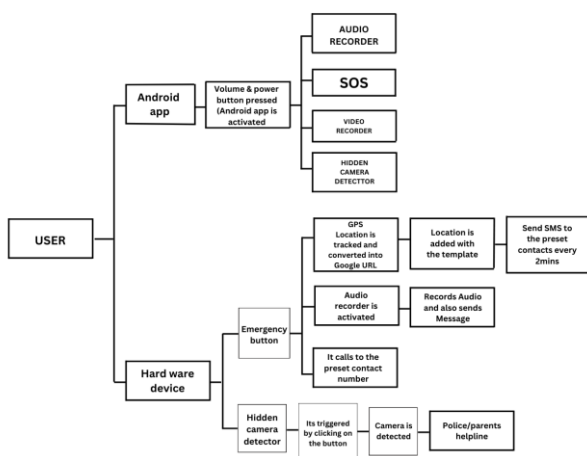 AUDIO
RECORDER
SOS
VIDEO
RECORDER
HIDDEN
CAMERA
DETECTTOR
Android
app
Volume & power
button pressed
(Android app is
activated
USER
GPS
Location is
tracked and
converted into
Google URL
Location is
added with
the template
Send SMS to
the preset
contacts every
2mins
Audio
recorder is
activated
Records Audio
and also sends
Message
Emergency
button
It calls to the
preset contact
number
Hard ware
device
Hidden
camera
detector
Its triggered
by clicking on
the button
Camera is
detected
Police/parents
helpline